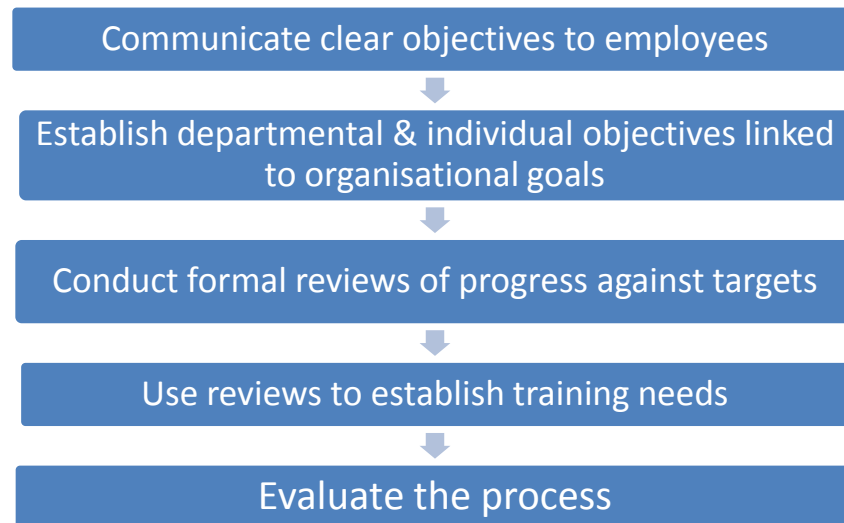 Communicate clear objectives to employees
Establish departmental & individual objectives linked
to organisational goals
Conduct formal reviews of progress against targets
Use reviews to establish training needs
Evaluate the process